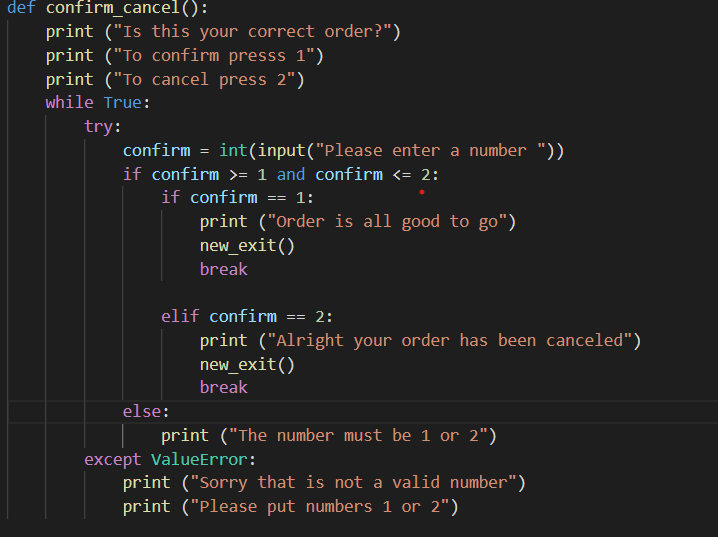 def confirm_cancel():
    print ("Is this your correct order?")
    print ("To confirm presss 1")
    print ("To cancel press 2")
    while True:
        try:
            confirm = int(input("Please enter a number "))
            if confirm >= 1 and confirm <= 2:
                if confirm == 1:
                    print ("Order is all good to go")
                    new_exit()
                    break
                elif confirm == 2:
                    print ("Alright your order has been canceled")
                    new_exit()
                    break
            else:
                print ("The number must be 1 or 2")
        except ValueError:
            print ("Sorry that is not a valid number")
            print ("Please put numbers 1 or 2")